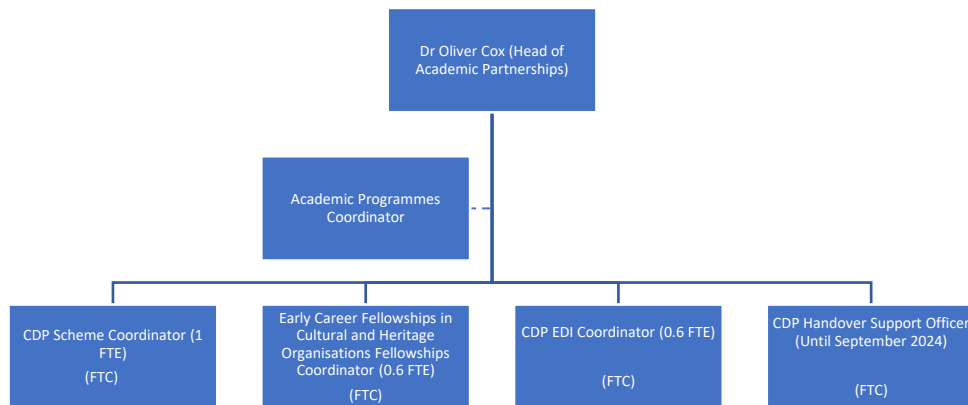 Dr Oliver Cox (Head of
Academic Partnerships)
Academic Programmes
Coordinator
CDP Scheme Coordinator (1
FTE)
(FTC)
Early Career Fellowships in
Cultural and Heritage
Organisations Fellowships
Coordinator (0.6 FTE)
(FTC)
CDP EDI Coordinator (0.6 FTE)
(FTC)
CDP Handover Support Officer
(Until September 2024)
(FTC)